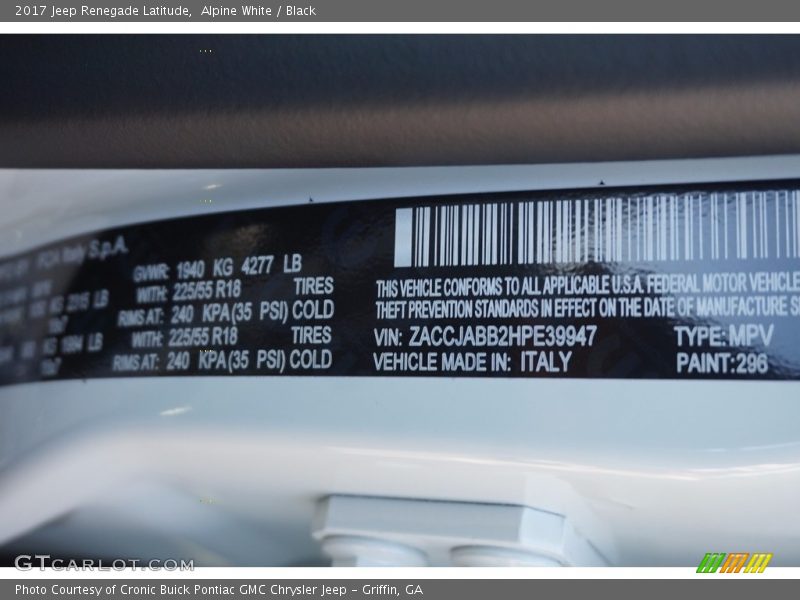 2017 Jeep Renegade Latitude, Alpine White / Black
FCA Italy S.p.A.
GVWR: 1940 KG 4277 LB
WITH: 225/55 R18 TIRES
RIMS AT: 240 KPA(35 PSI) COLD
WITH: 225/55 R18 TIRES
RIMS AT: 240 KPA(35 PSI) COLD
LB
LB
THIS VEHICLE CONFORMS TO ALL APPLICABLE U.S.A. FEDERAL MOTOR VEHICLE
THEFT PREVENTION STANDARDS IN EFFECT ON THE DATE OF MANUFACTURE
VIN: ZACCJABB2HPE39947 TYPE: MPV
VEHICLE MADE IN: ITALY PAINT: 296
GTCARLOT.COM
Photo Courtesy of Cronic Buick Pontiac GMC Chrysler Jeep - Griffin, GA